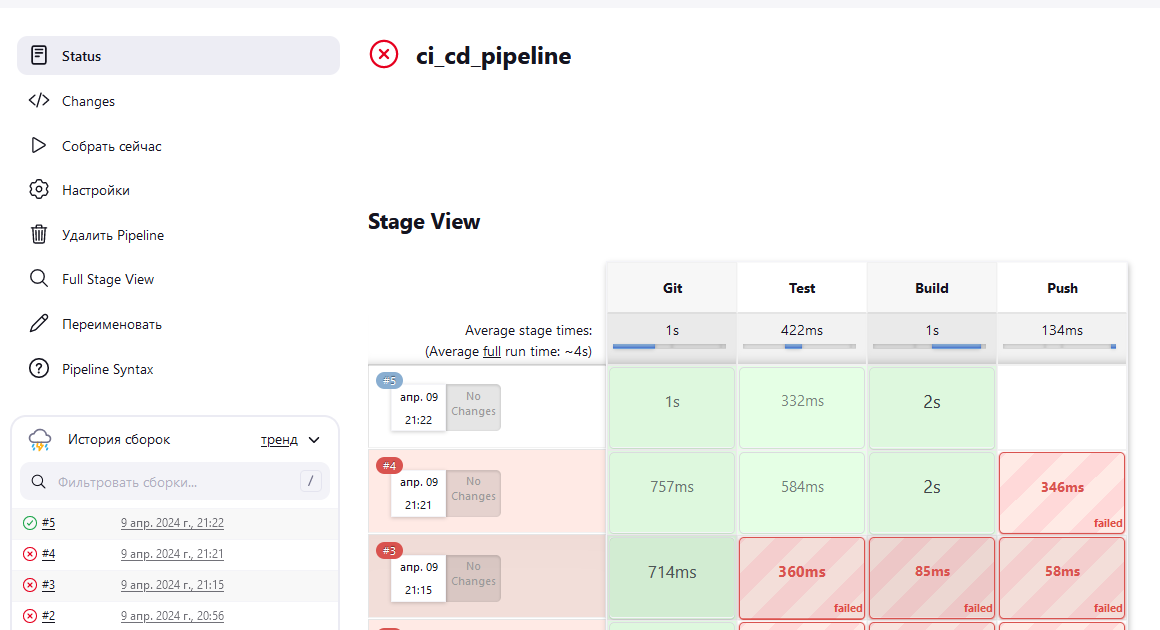 Status
Changes
Собрать сейчас
Настройки
Удалить Pipeline
Full Stage View
Переименовать
Pipeline Syntax
История сборок
тренд
Фильтровать сборки...
/
#5 9 апр. 2024 г., 21:22
#4 9 апр. 2024 г., 21:21
#3 9 апр. 2024 г., 21:15
#2 9 апр. 2024 г., 20:56
ci_cd_pipeline
Stage View
Git Test Build Push
Average stage times: 1s 422ms 1s 134ms
(Average full run time: ~4s)
#5
апр. 09
21:22
No
Changes
1s 332ms 2s
#4
апр. 09
21:21
No
Changes
757ms 584ms 2s 346ms
failed
#3
апр. 09
21:15
No
Changes
714ms 360ms 85ms 58ms
failed failed failed